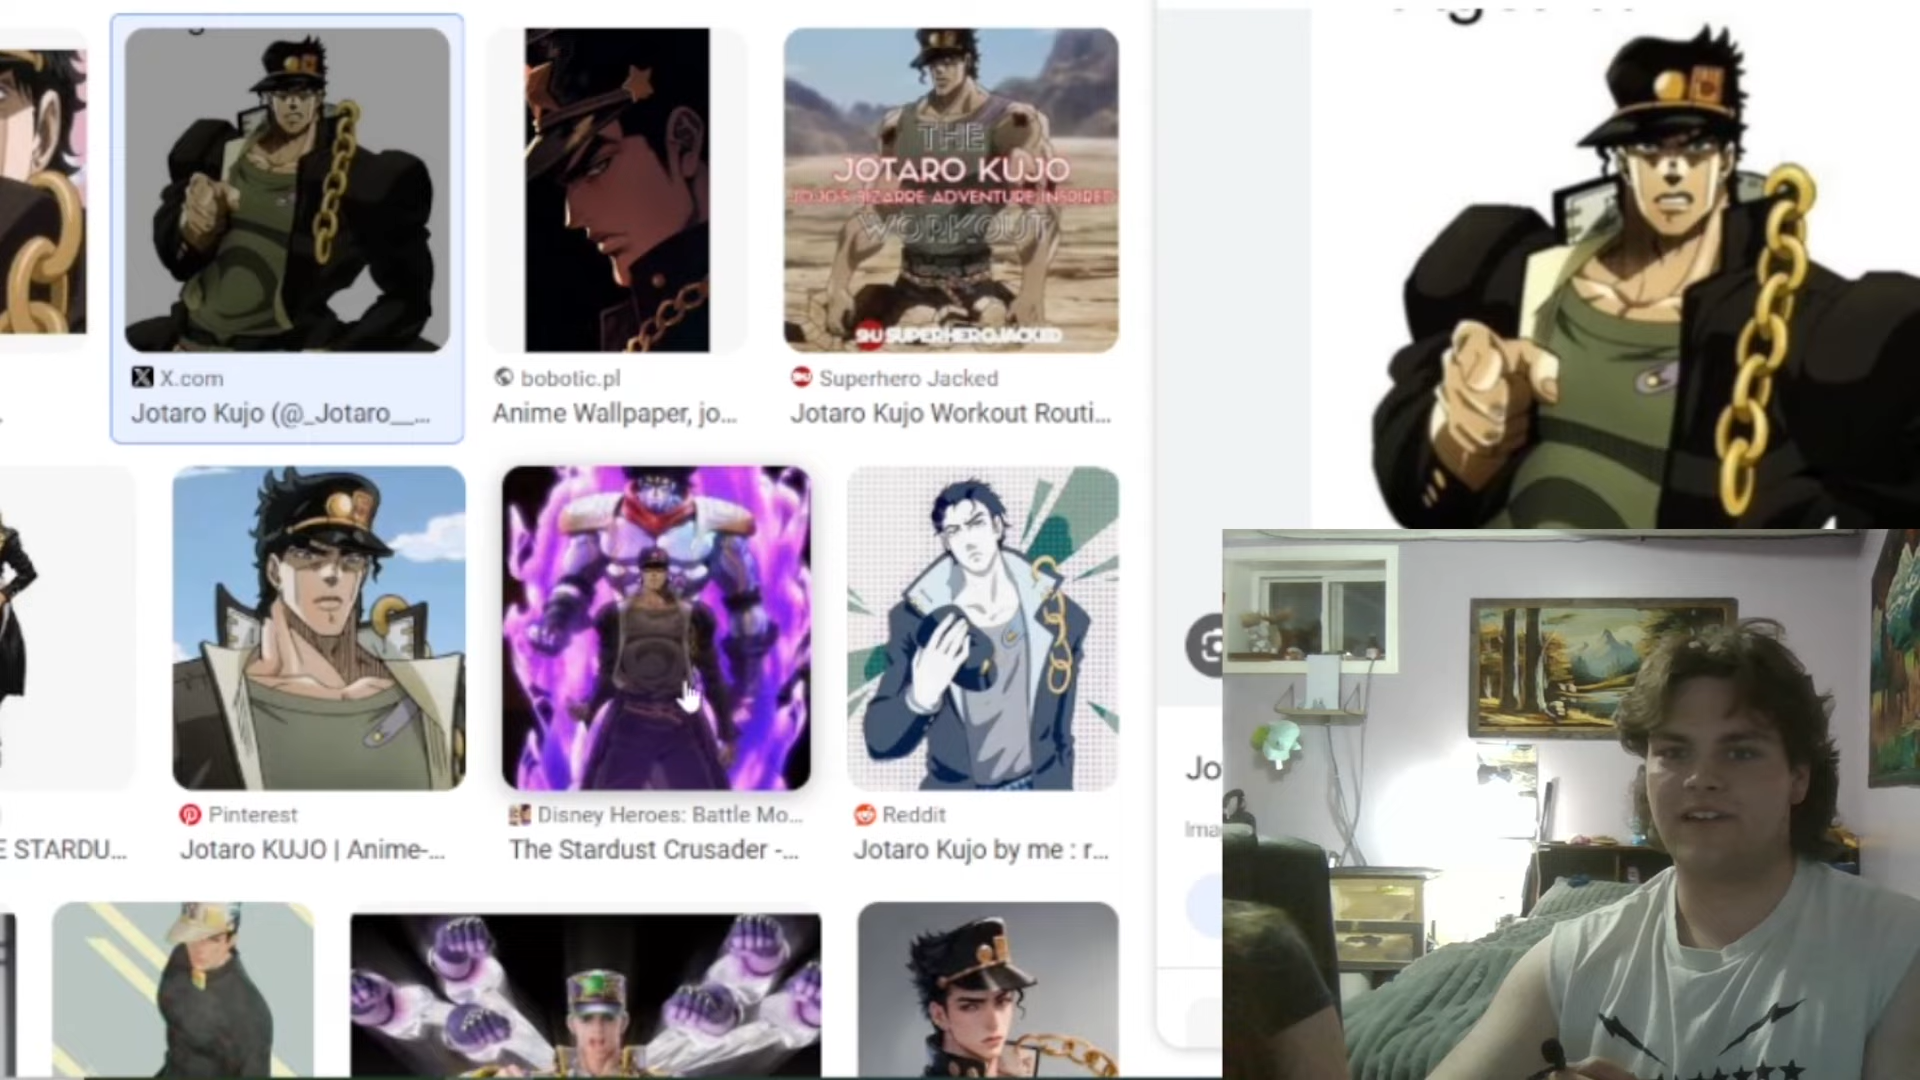 THE
JOTARO KUJO
JOJO'S BIZARRE ADVENTURE INSPIRED
WORKOUT
SHJ SUPERHEROJACKED
X.com
Jotaro Kujo (@_Jotaro__...
bobotic.pl
Anime Wallpaper, jo...
Superhero Jacked
Jotaro Kujo Workout Routi...
E STARDU...
Pinterest
Jotaro KUJO | Anime-...
Disney Heroes: Battle Mo...
The Stardust Crusader -...
Reddit
Jotaro Kujo by me : r...
Jo
Ima